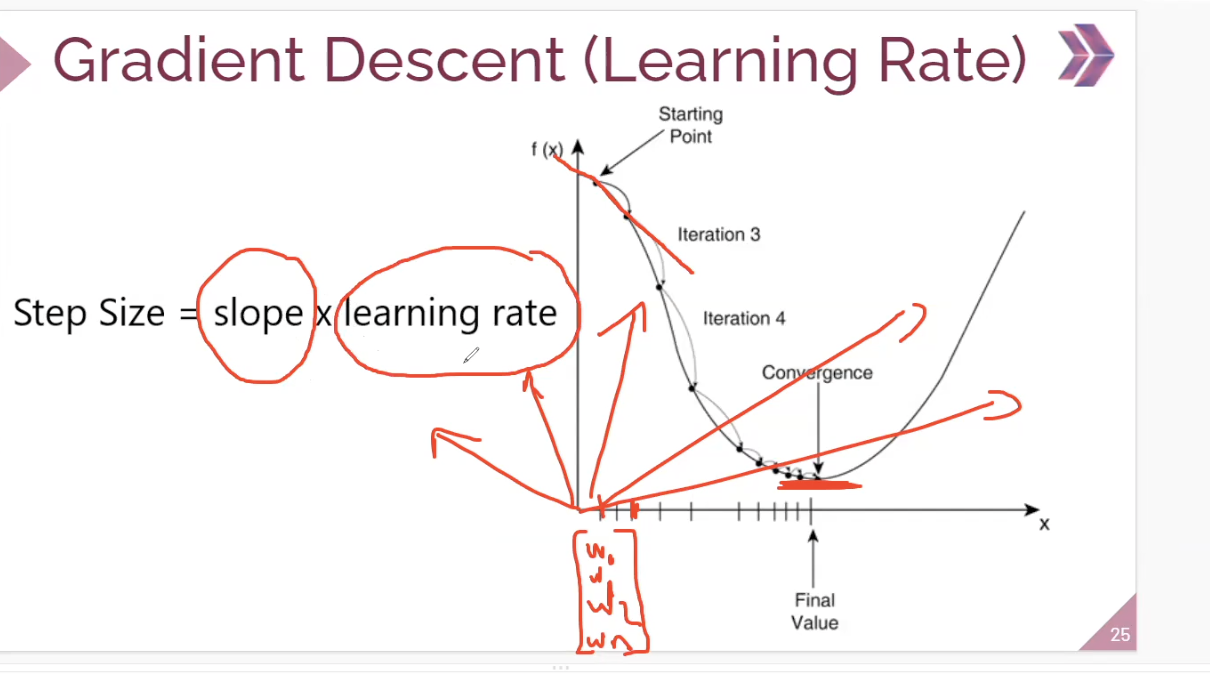 Gradient Descent (Learning Rate)
Starting
Point
f (x)
Iteration 3
Step Size = slope x learning rate
Iteration 4
Convergence
x
Final
Value
25